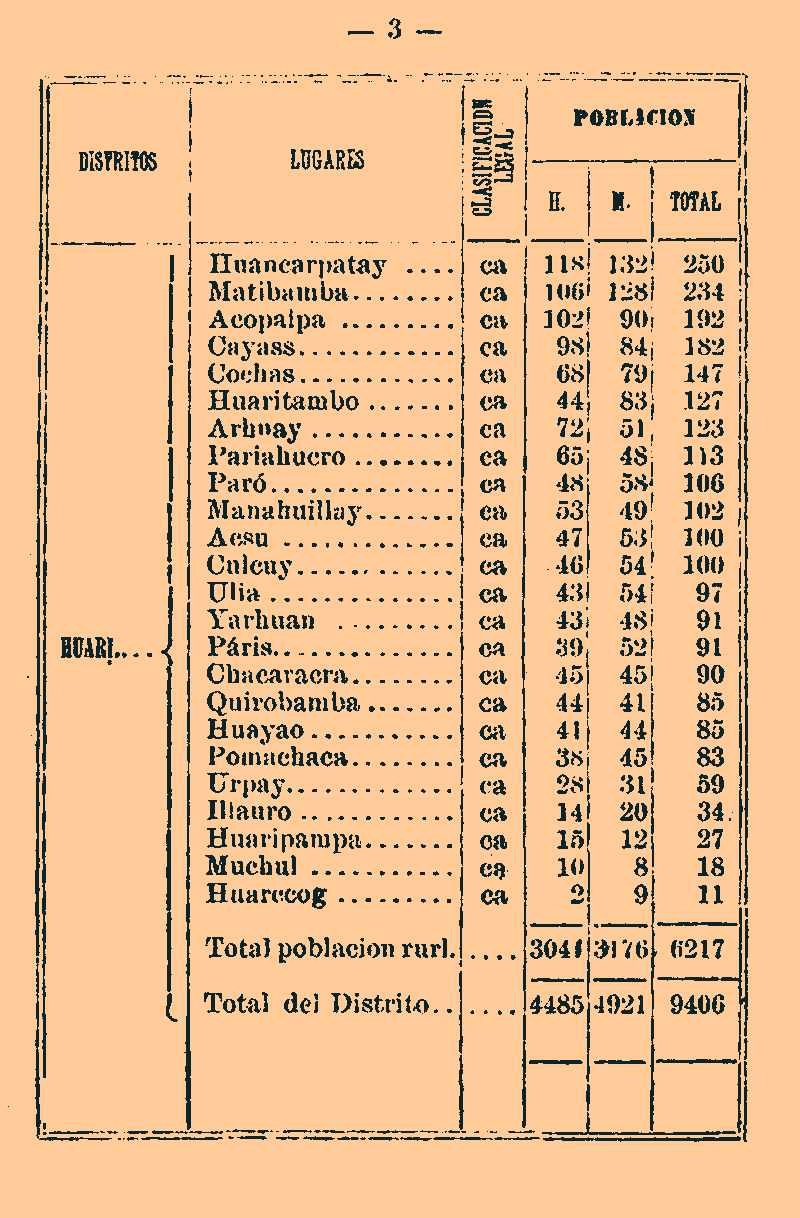 — 3 —
DISTRITOS LUGARES CLASIFICACION LEGAL POBLACION
H. M. TOTAL
Huancarpatay .... ca 118 132 250
Matibamba........ ca 106 128 234
Acopalpa ......... ca 102 90 192
Cayass............ ca 98 84 182
Cochas............ ca 68 79 147
Huaritambo ....... ca 44 83 127
Arhuay ........... ca 72 51 123
Pariahucro ........ ca 65 48 113
Paró.............. ca 48 58 106
Manahuillay....... ca 53 49 102
Acsu ............. ca 47 53 100
Culcuy............ ca 46 54 100
Ulia .............. ca 43 54 97
Yarhuan ......... ca 43 48 91
HUARI.... Páris.............. ca 39 52 91
Chacaracra........ ca 45 45 90
Quirobamba ....... ca 44 41 85
Huayao ........... ca 41 44 85
Pomachaca........ ca 38 45 83
Urpay............. ca 28 31 59
Illauro ............ ca 14 20 34
Huaripampa....... ca 15 12 27
Muchul ........... ca 10 8 18
Huarecog ......... ca 2 9 11
Total poblacion rurl. .... 3041 3176 6217
Total del Distrito.. .... 4485 4921 9406